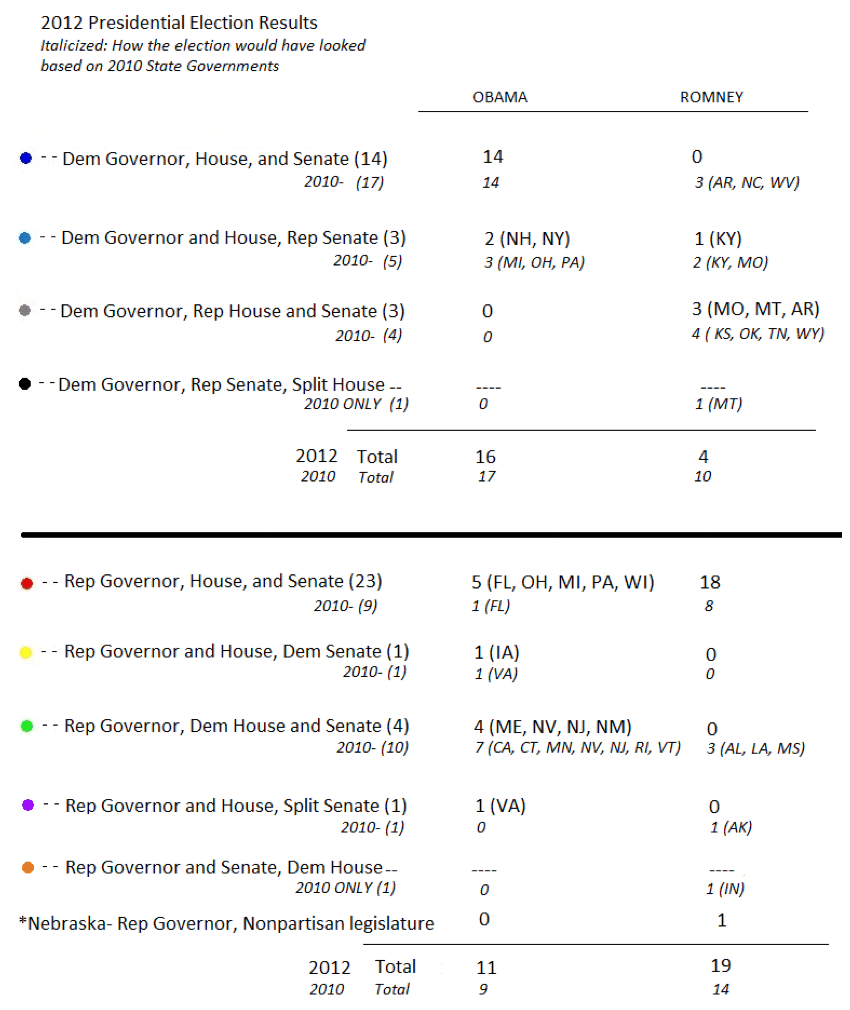 2012 Presidential Election Results
Italicized: How the election would have looked
based on 2010 State Governments
OBAMA ROMNEY
- - Dem Governor, House, and Senate (14) 14 0
2010- (17) 14 3 (AR, NC, WV)
- - Dem Governor and House, Rep Senate (3) 2 (NH, NY) 1 (KY)
2010- (5) 3 (MI, OH, PA) 2 (KY, MO)
- - Dem Governor, Rep House and Senate (3) 0 3 (MO, MT, AR)
2010- (4) 0 4 ( KS, OK, TN, WY)
- - Dem Governor, Rep Senate, Split House -- ---- ----
2010 ONLY (1) 0 1 (MT)
2012 Total 16 4
2010 Total 17 10
- - Rep Governor, House, and Senate (23) 5 (FL, OH, MI, PA, WI) 18
2010- (9) 1 (FL) 8
- - Rep Governor and House, Dem Senate (1) 1 (IA) 0
2010- (1) 1 (VA) 0
- - Rep Governor, Dem House and Senate (4) 4 (ME, NV, NJ, NM) 0
2010- (10) 7 (CA, CT, MN, NV, NJ, RI, VT) 3 (AL, LA, MS)
- - Rep Governor and House, Split Senate (1) 1 (VA) 0
2010- (1) 0 1 (AK)
- - Rep Governor and Senate, Dem House -- ---- ----
2010 ONLY (1) 0 1 (IN)
*Nebraska- Rep Governor, Nonpartisan legislature 0 1
2012 Total 11 19
2010 Total 9 14